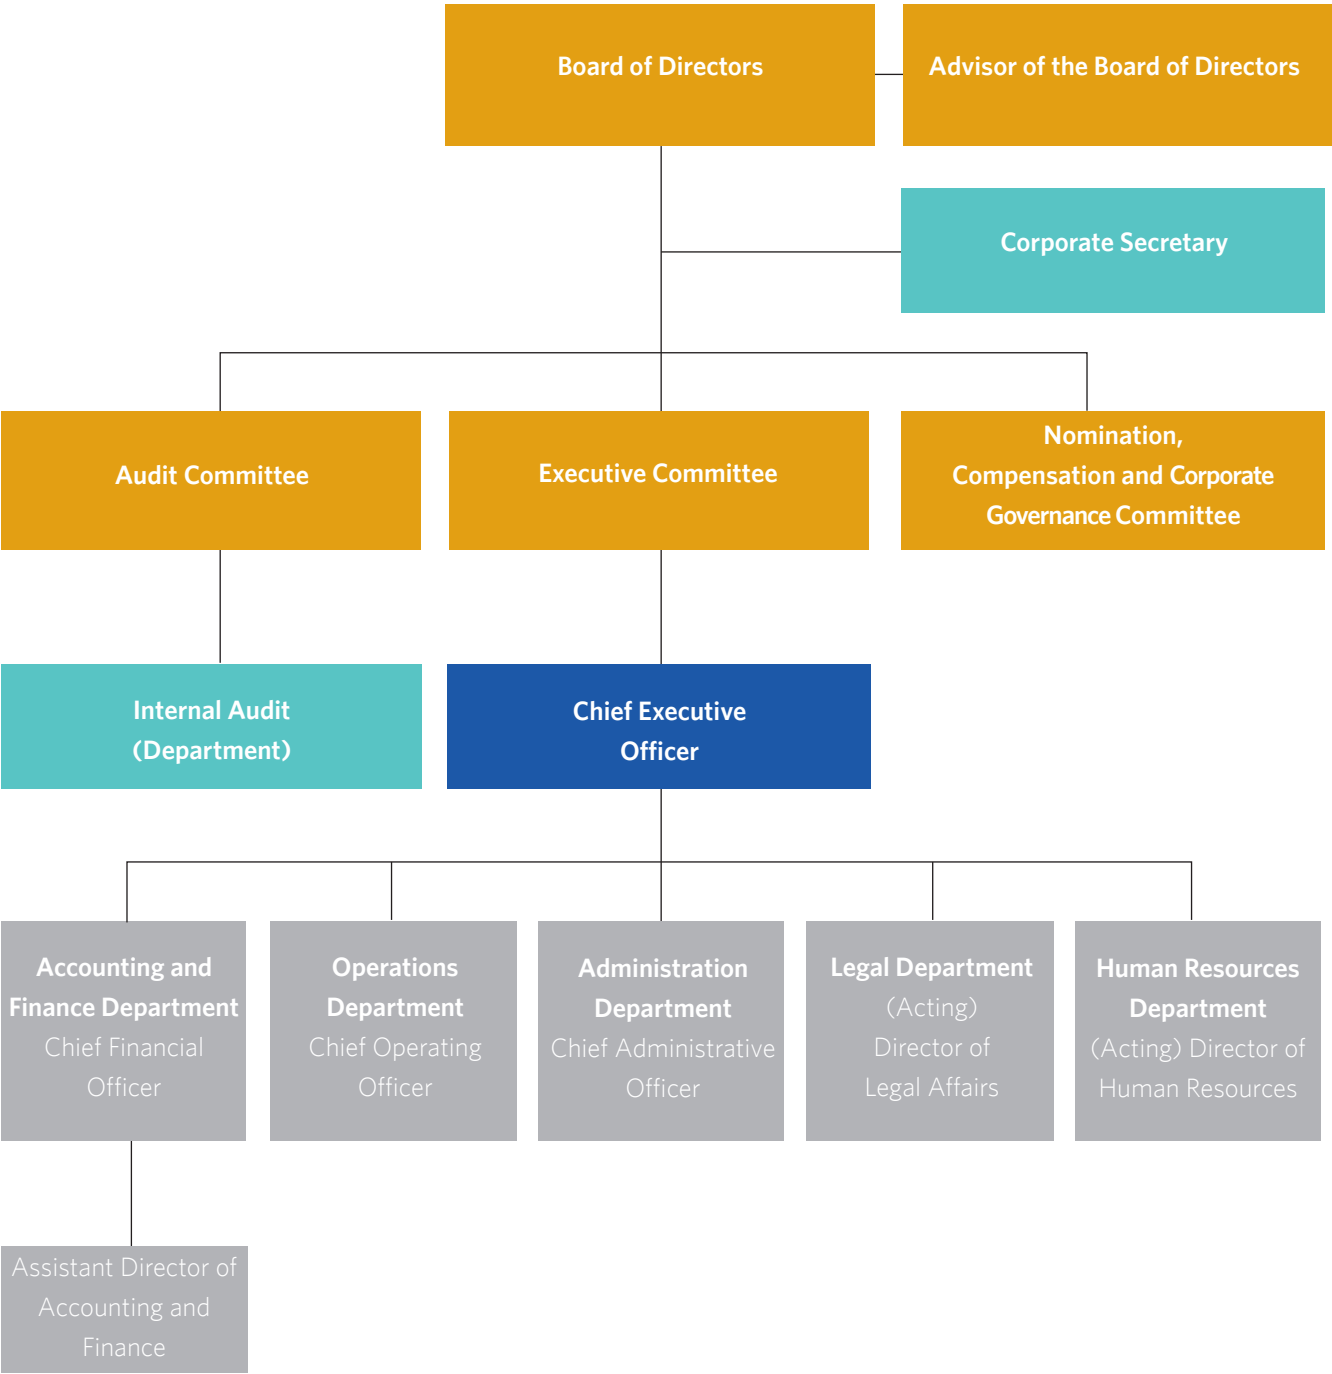 Board of Directors
Advisor of the Board of Directors
Corporate Secretary
Audit Committee
Executive Committee
Nomination,
Compensation and Corporate
Governance Committee
Internal Audit
(Department)
Chief Executive
Officer
Accounting and
Finance Department
Chief Financial
Officer
Operations
Department
Chief Operating
Officer
Administration
Department
Chief Administrative
Officer
Legal Department
(Acting)
Director of
Legal Affairs
Human Resources
Department
(Acting) Director of
Human Resources
Assistant Director of
Accounting and
Finance